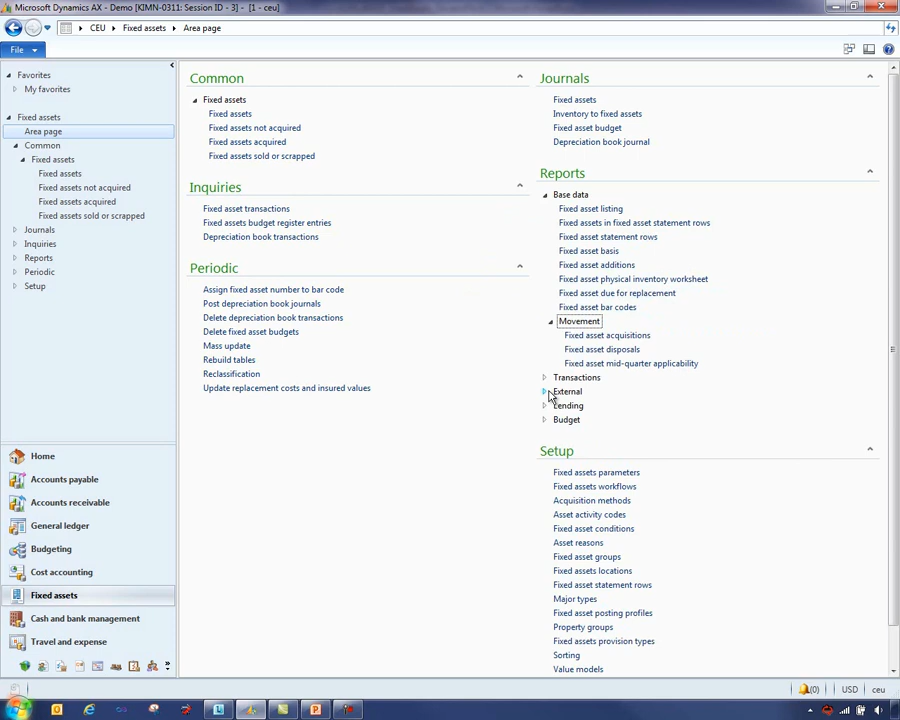 Microsoft Dynamics AX - Demo [KIMN-0311: Session ID - 3] - [1 - ceu]
CEU
Fixed assets
Area page
File
Favorites
My favorites
Fixed assets
Area page
Common
Fixed assets
Fixed assets
Fixed assets not acquired
Fixed assets acquired
Fixed assets sold or scrapped
Journals
Inquiries
Reports
Periodic
Setup
Home
Accounts payable
Accounts receivable
General ledger
Budgeting
Cost accounting
Fixed assets
Cash and bank management
Travel and expense
Common
Fixed assets
Fixed assets
Fixed assets not acquired
Fixed assets acquired
Fixed assets sold or scrapped
Inquiries
Fixed asset transactions
Fixed assets budget register entries
Depreciation book transactions
Periodic
Assign fixed asset number to bar code
Post depreciation book journals
Delete depreciation book transactions
Delete fixed asset budgets
Mass update
Rebuild tables
Reclassification
Update replacement costs and insured values
Journals
Fixed assets
Inventory to fixed assets
Fixed asset budget
Depreciation book journal
Reports
Base data
Fixed asset listing
Fixed assets in fixed asset statement rows
Fixed asset statement rows
Fixed asset basis
Fixed asset additions
Fixed asset physical inventory worksheet
Fixed asset due for replacement
Fixed asset bar codes
Movement
Fixed asset acquisitions
Fixed asset disposals
Fixed asset mid-quarter applicability
Transactions
External
Lending
Budget
Setup
Fixed assets parameters
Fixed assets workflows
Acquisition methods
Asset activity codes
Fixed asset conditions
Asset reasons
Fixed asset groups
Fixed assets locations
Fixed asset statement rows
Major types
Fixed asset posting profiles
Property groups
Fixed assets provision types
Sorting
Value models
(0)
USD
ceu